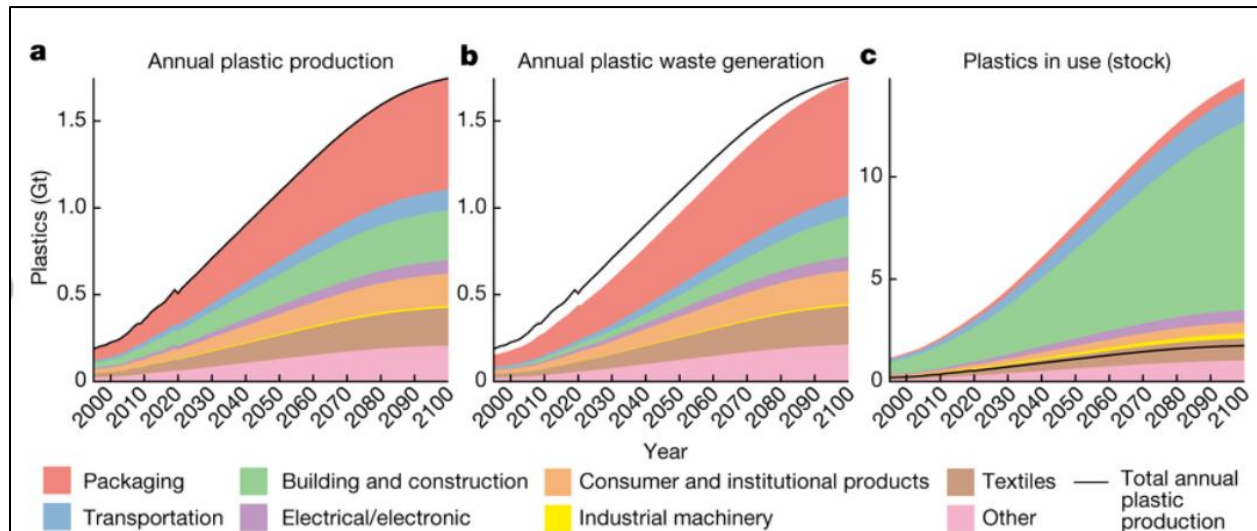 a
Annual plastic production
b
Annual plastic waste generation
c
Plastics in use (stock)
Plastics (Gt)
1.5
1.0
0.5
0
2000 2010 2020 2030 2040 2050 2060 2070 2080 2090 2100
1.5
1.0
0.5
0
2000 2010 2020 2030 2040 2050 2060 2070 2080 2090 2100
10
5
0
2000 2010 2020 2030 2040 2050 2060 2070 2080 2090 2100
Year
Packaging
Building and construction
Consumer and institutional products
Textiles
Total annual
plastic
production
Transportation
Electrical/electronic
Industrial machinery
Other